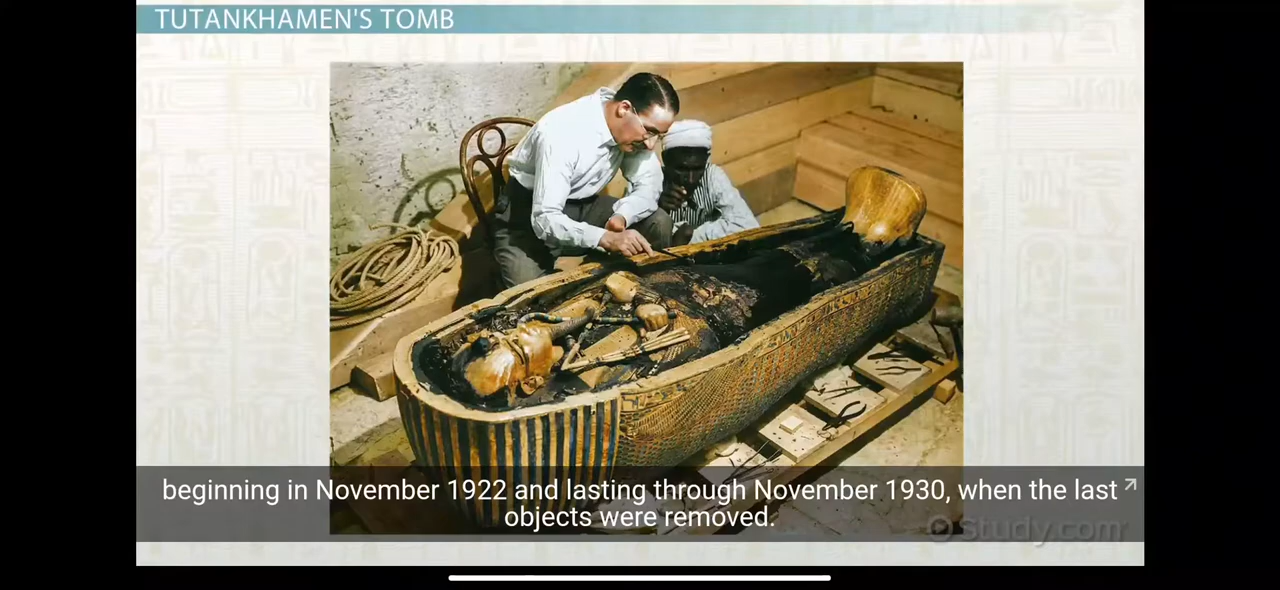 TUTANKHAMEN'S TOMB
beginning in November 1922 and lasting through November 1930, when the last
objects were removed.
Study.com